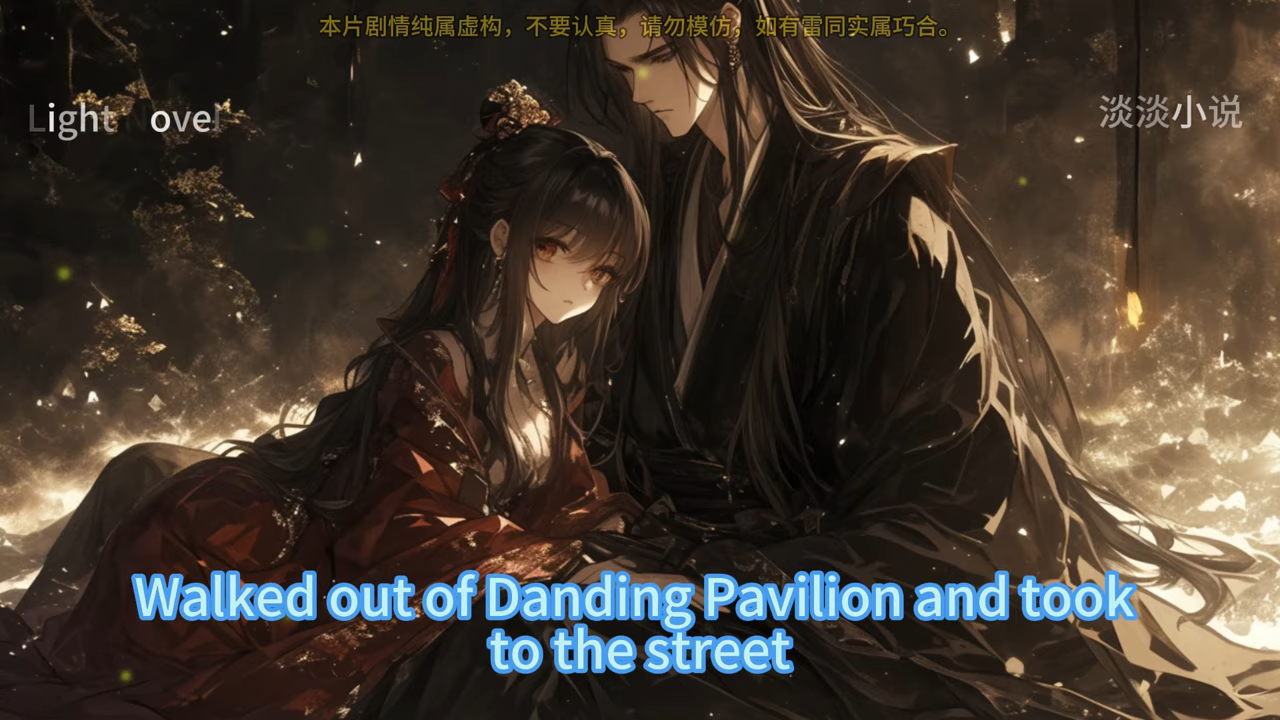 本片剧情纯属虚构，不要认真，请勿模仿，如有雷同实属巧合。
Light ovel
淡淡小说
Walked out of Danding Pavilion and took
to the street